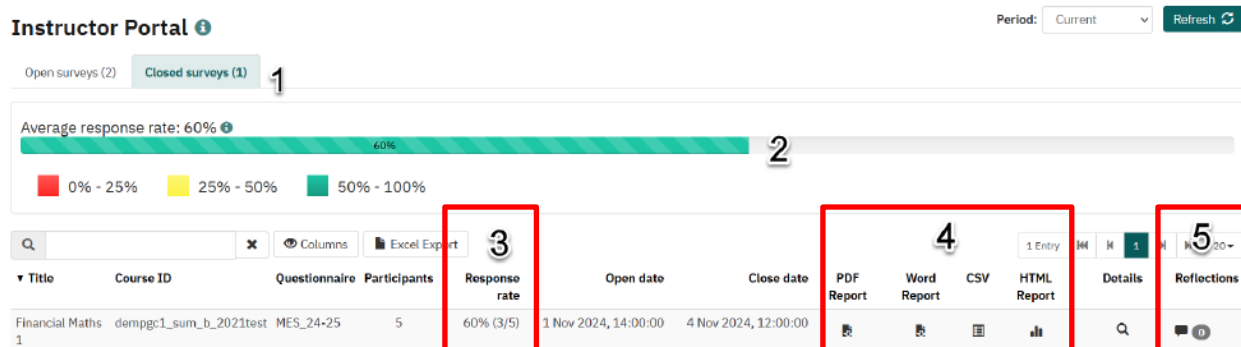 Instructor Portal
Period: Current Refresh
Open surveys (2) Closed surveys (1) 1
Average response rate: 60%
60% 2
0% - 25% 25% - 50% 50% - 100%
Columns Excel Export 3 4 1 Entry 1 5 20
Title Course ID Questionnaire Participants Response rate Open date Close date PDF Report Word Report CSV HTML Report Details Reflections
Financial Maths 1 dempgc1_sum_b_2021test MES_24-25 5 60% (3/5) 1 Nov 2024, 14:00:00 4 Nov 2024, 12:00:00 0